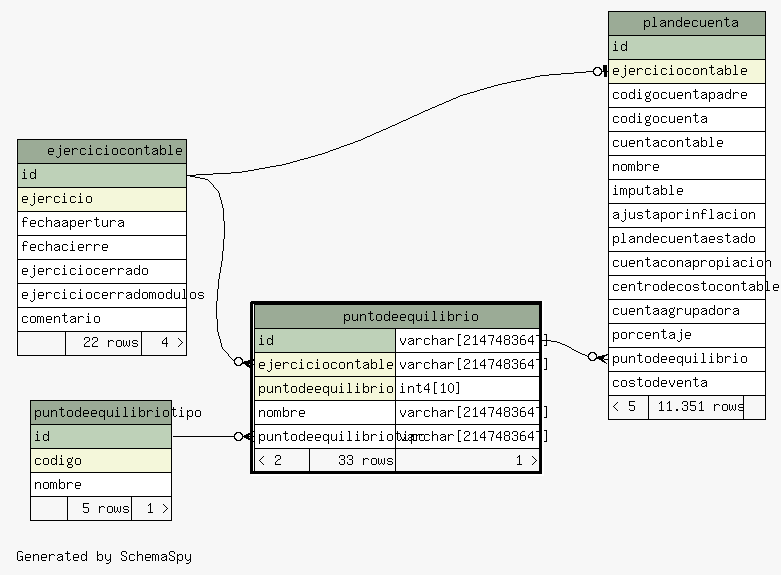 plandecuenta
id
ejerciciocontable
codigocuentapadre
codigocuenta
cuentacontable
nombre
imputable
ajustaporinflacion
plandecuentaestado
cuentaconapropiacion
centrodecostocontable
cuentaagrupadora
porcentaje
puntodeequilibrio
costodeventa
< 5 11.351 rows
ejerciciocontable
id
ejercicio
fechaapertura
fechacierre
ejerciciocerrado
ejerciciocerradomodulos
comentario
22 rows 4 >
puntodeequilibrio
id varchar[2147483647]
ejerciciocontable varchar[2147483647]
puntodeequilibrio int4[10]
nombre varchar[2147483647]
puntodeequilibriotipo varchar[2147483647]
< 2 33 rows 1 >
puntodeequilibriotipo
id
codigo
nombre
5 rows 1 >
Generated by SchemaSpy